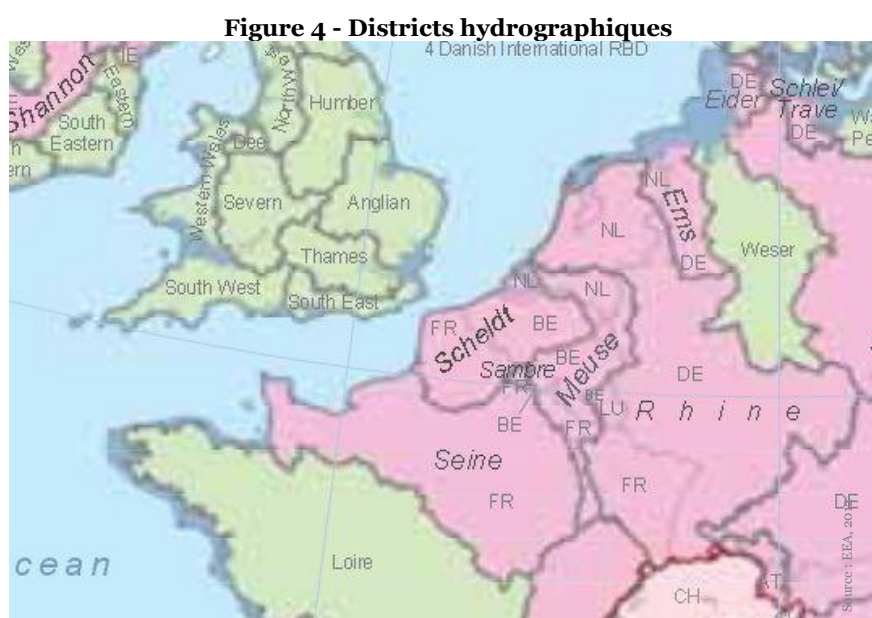 Figure 4 - Districts hydrographiques
4 Danish International RBD
IE
Shannon
Eastern
South
Eastern
North W
Humber
Dee
Western Wales
Severn
Anglian
Thames
South West
South East
DE
Eider
Schlei/
Trave
DE
NL
Ems
NL
DE
Weser
NL
NL
FR
Scheldt
BE
BE
Meuse
Sambre
FR
BE
BE
LU
DE
Rhine
FR
Seine
FR
FR
DE
Loire
cean
CH
AT
Source : EEA, 20